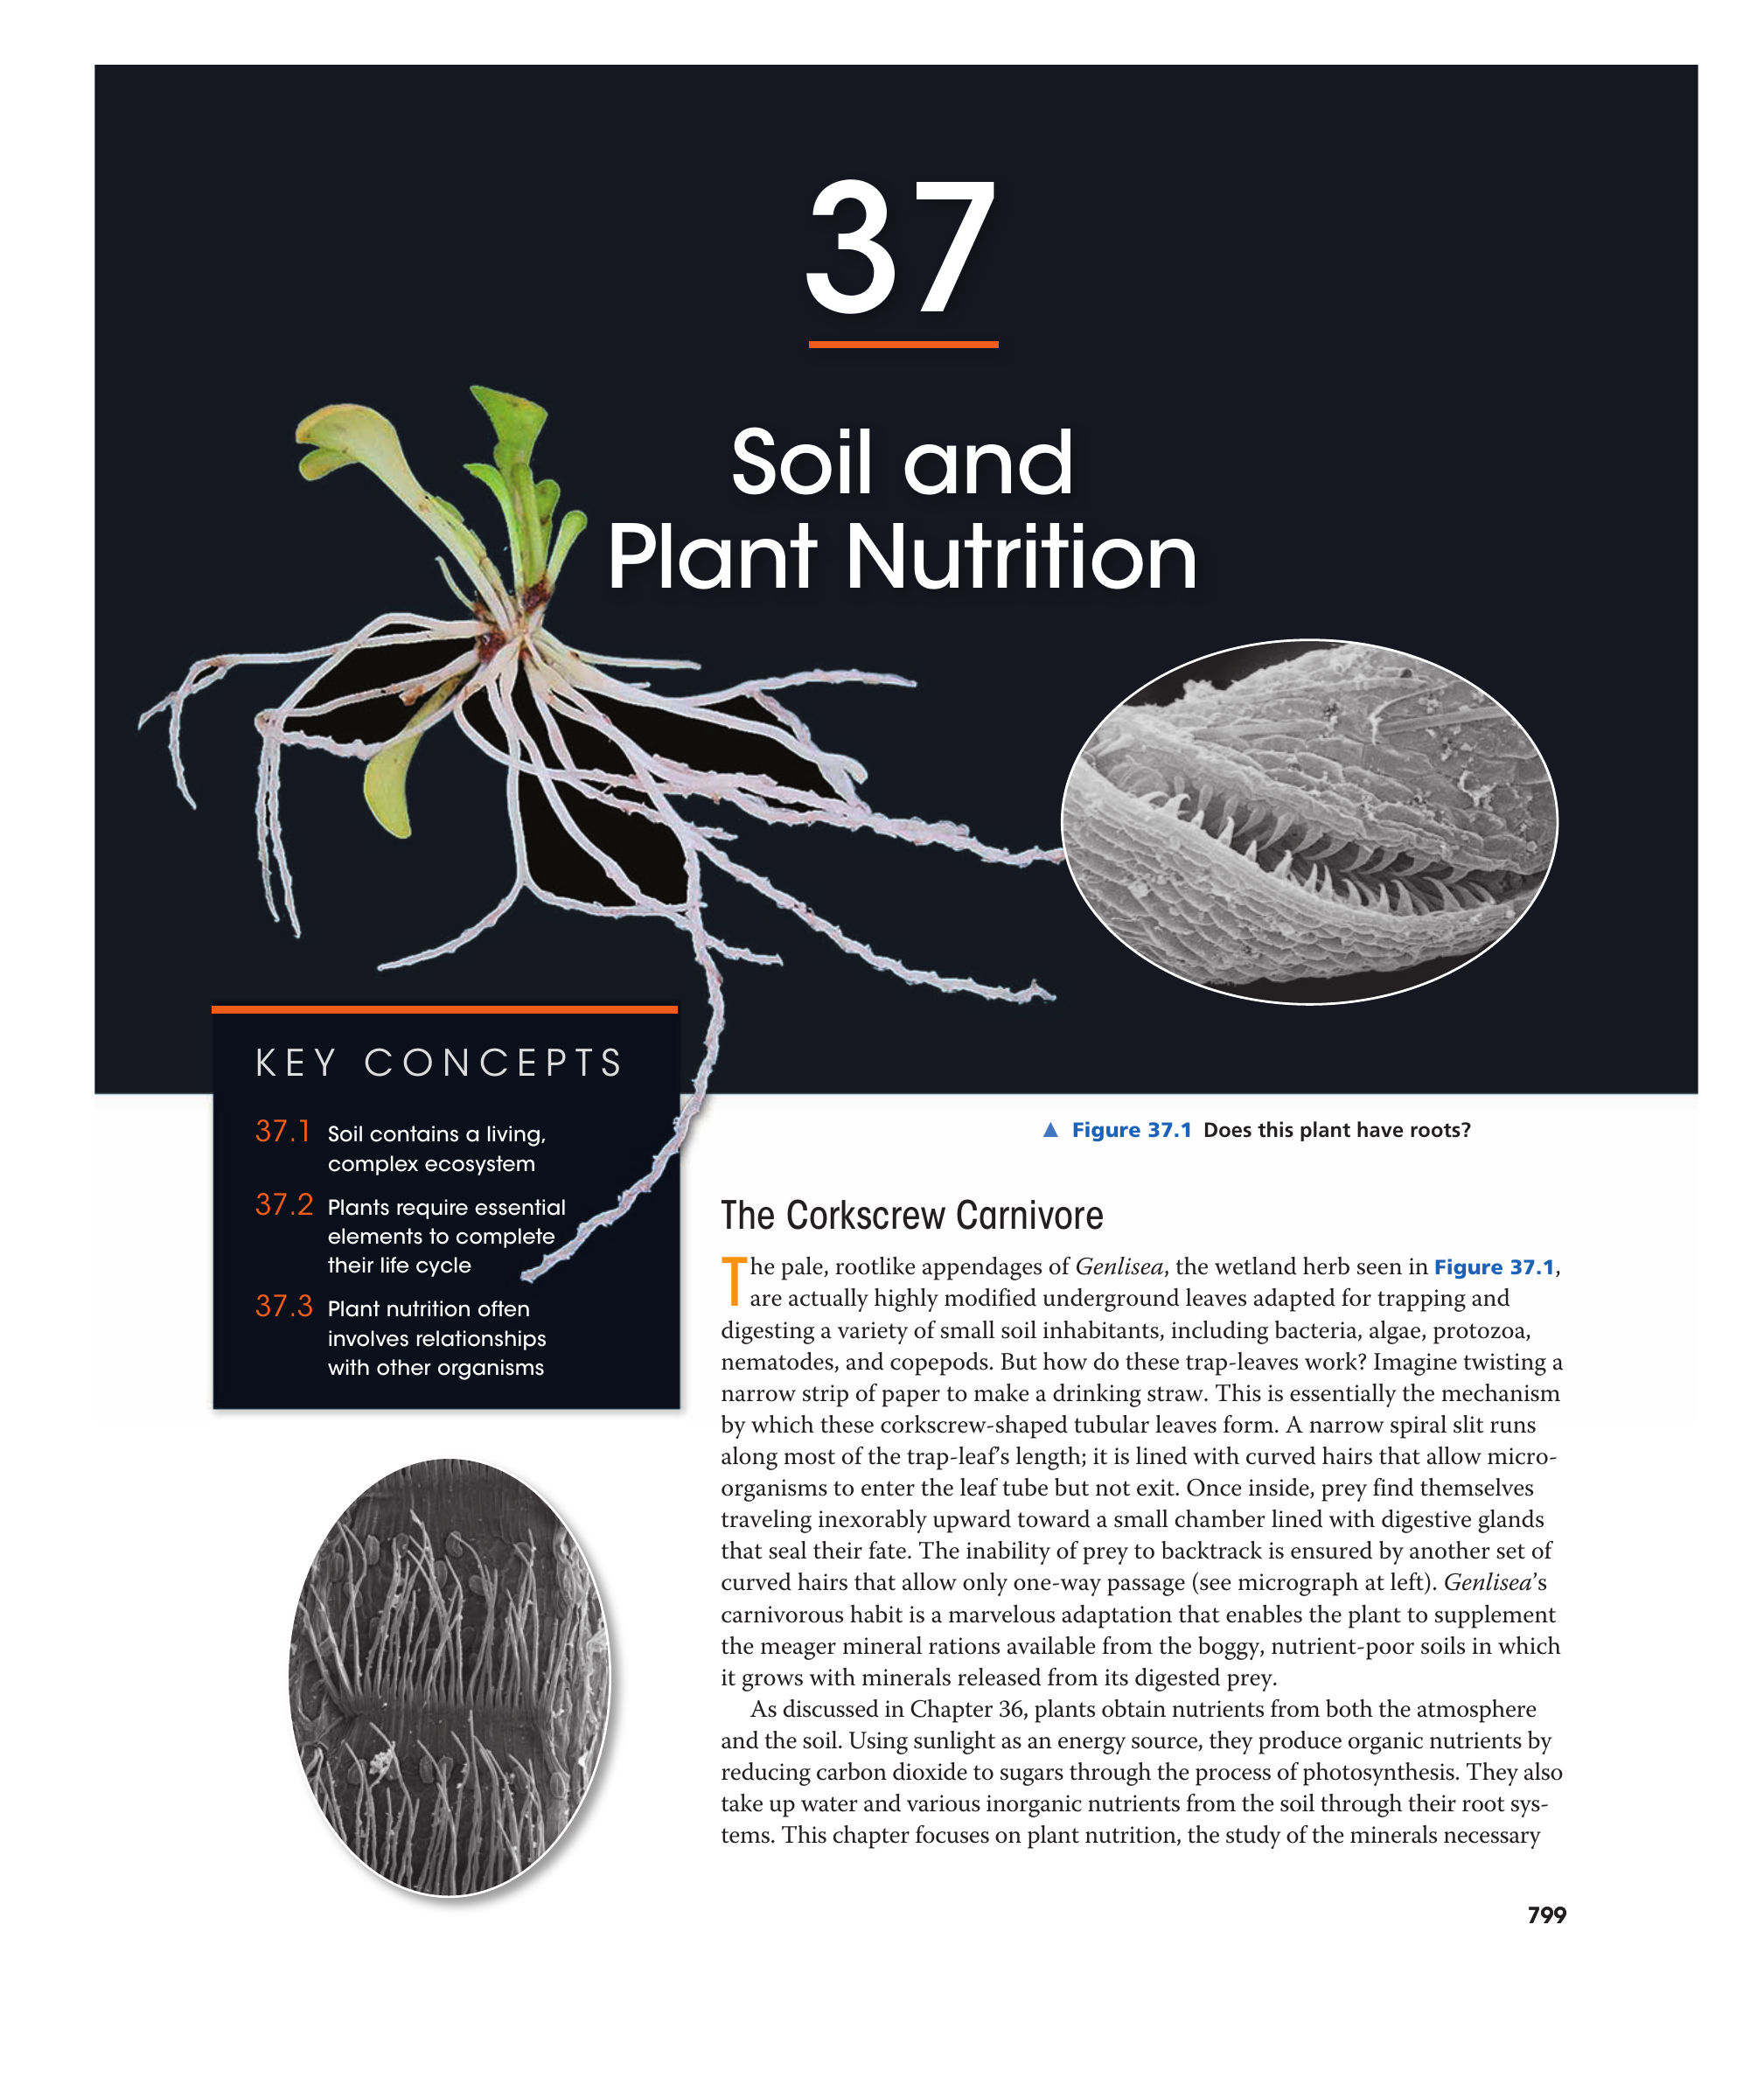 37
Soil and
Plant Nutrition
KEY CONCEPTS
37.1 Soil contains a living,
complex ecosystem
37.2 Plants require essential
elements to complete
their life cycle
37.3 Plant nutrition often
involves relationships
with other organisms
▲ Figure 37.1 Does this plant have roots?
The Corkscrew Carnivore
The pale, rootlike appendages of Genlisea, the wetland herb seen in Figure 37.1,
are actually highly modified underground leaves adapted for trapping and
digesting a variety of small soil inhabitants, including bacteria, algae, protozoa,
nematodes, and copepods. But how do these trap-leaves work? Imagine twisting a
narrow strip of paper to make a drinking straw. This is essentially the mechanism
by which these corkscrew-shaped tubular leaves form. A narrow spiral slit runs
along most of the trap-leaf's length; it is lined with curved hairs that allow micro-
organisms to enter the leaf tube but not exit. Once inside, prey find themselves
traveling inexorably upward toward a small chamber lined with digestive glands
that seal their fate. The inability of prey to backtrack is ensured by another set of
curved hairs that allow only one-way passage (see micrograph at left). Genlisea's
carnivorous habit is a marvelous adaptation that enables the plant to supplement
the meager mineral rations available from the boggy, nutrient-poor soils in which
it grows with minerals released from its digested prey.
As discussed in Chapter 36, plants obtain nutrients from both the atmosphere
and the soil. Using sunlight as an energy source, they produce organic nutrients by
reducing carbon dioxide to sugars through the process of photosynthesis. They also
take up water and various inorganic nutrients from the soil through their root sys-
tems. This chapter focuses on plant nutrition, the study of the minerals necessary
799